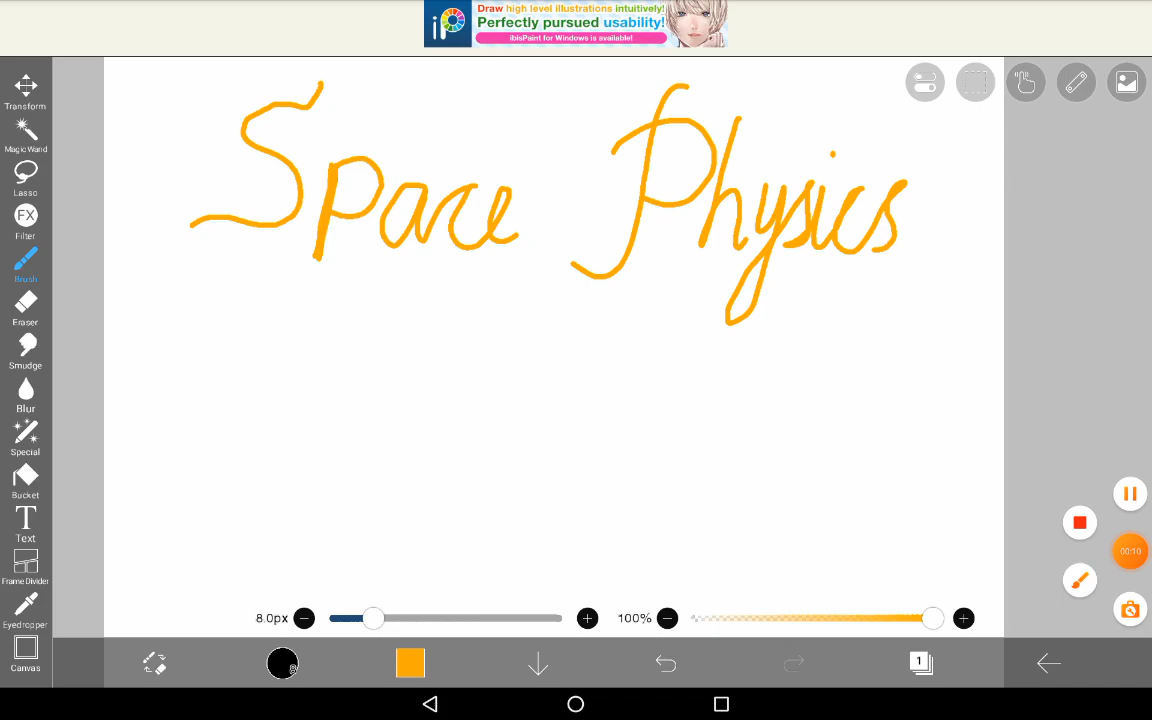 Draw high level illustrations intuitively!
Perfectly pursued usability!
ibisPaint for Windows is available!
Transform
Magic Wand
Lasso
FX
Filter
Brush
Eraser
Smudge
Blur
Special
Bucket
T
Text
Frame Divider
Eyedropper
Canvas
Space Physics
00:10
8.0px
100%
8
1